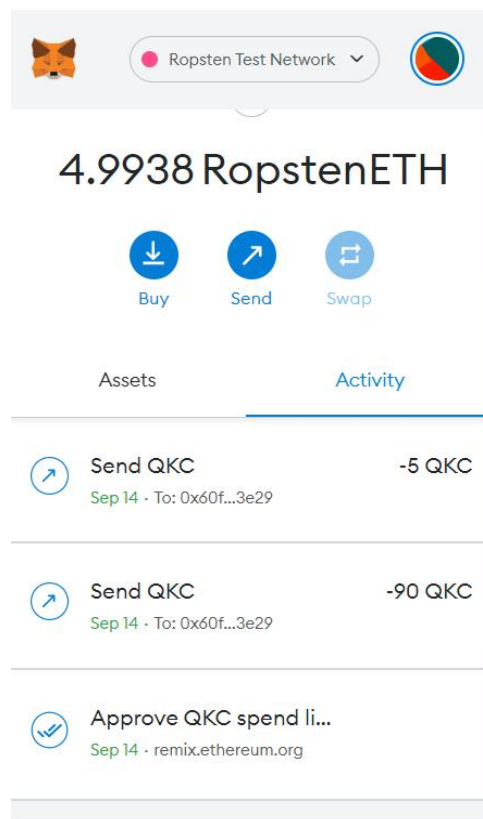 Ropsten Test Network
4.9938 RopstenETH
Buy Send Swap
Assets Activity
Send QKC -5 QKC
Sep 14 · To: 0x60f...3e29
Send QKC -90 QKC
Sep 14 · To: 0x60f...3e29
Approve QKC spend li...
Sep 14 · remix.ethereum.org